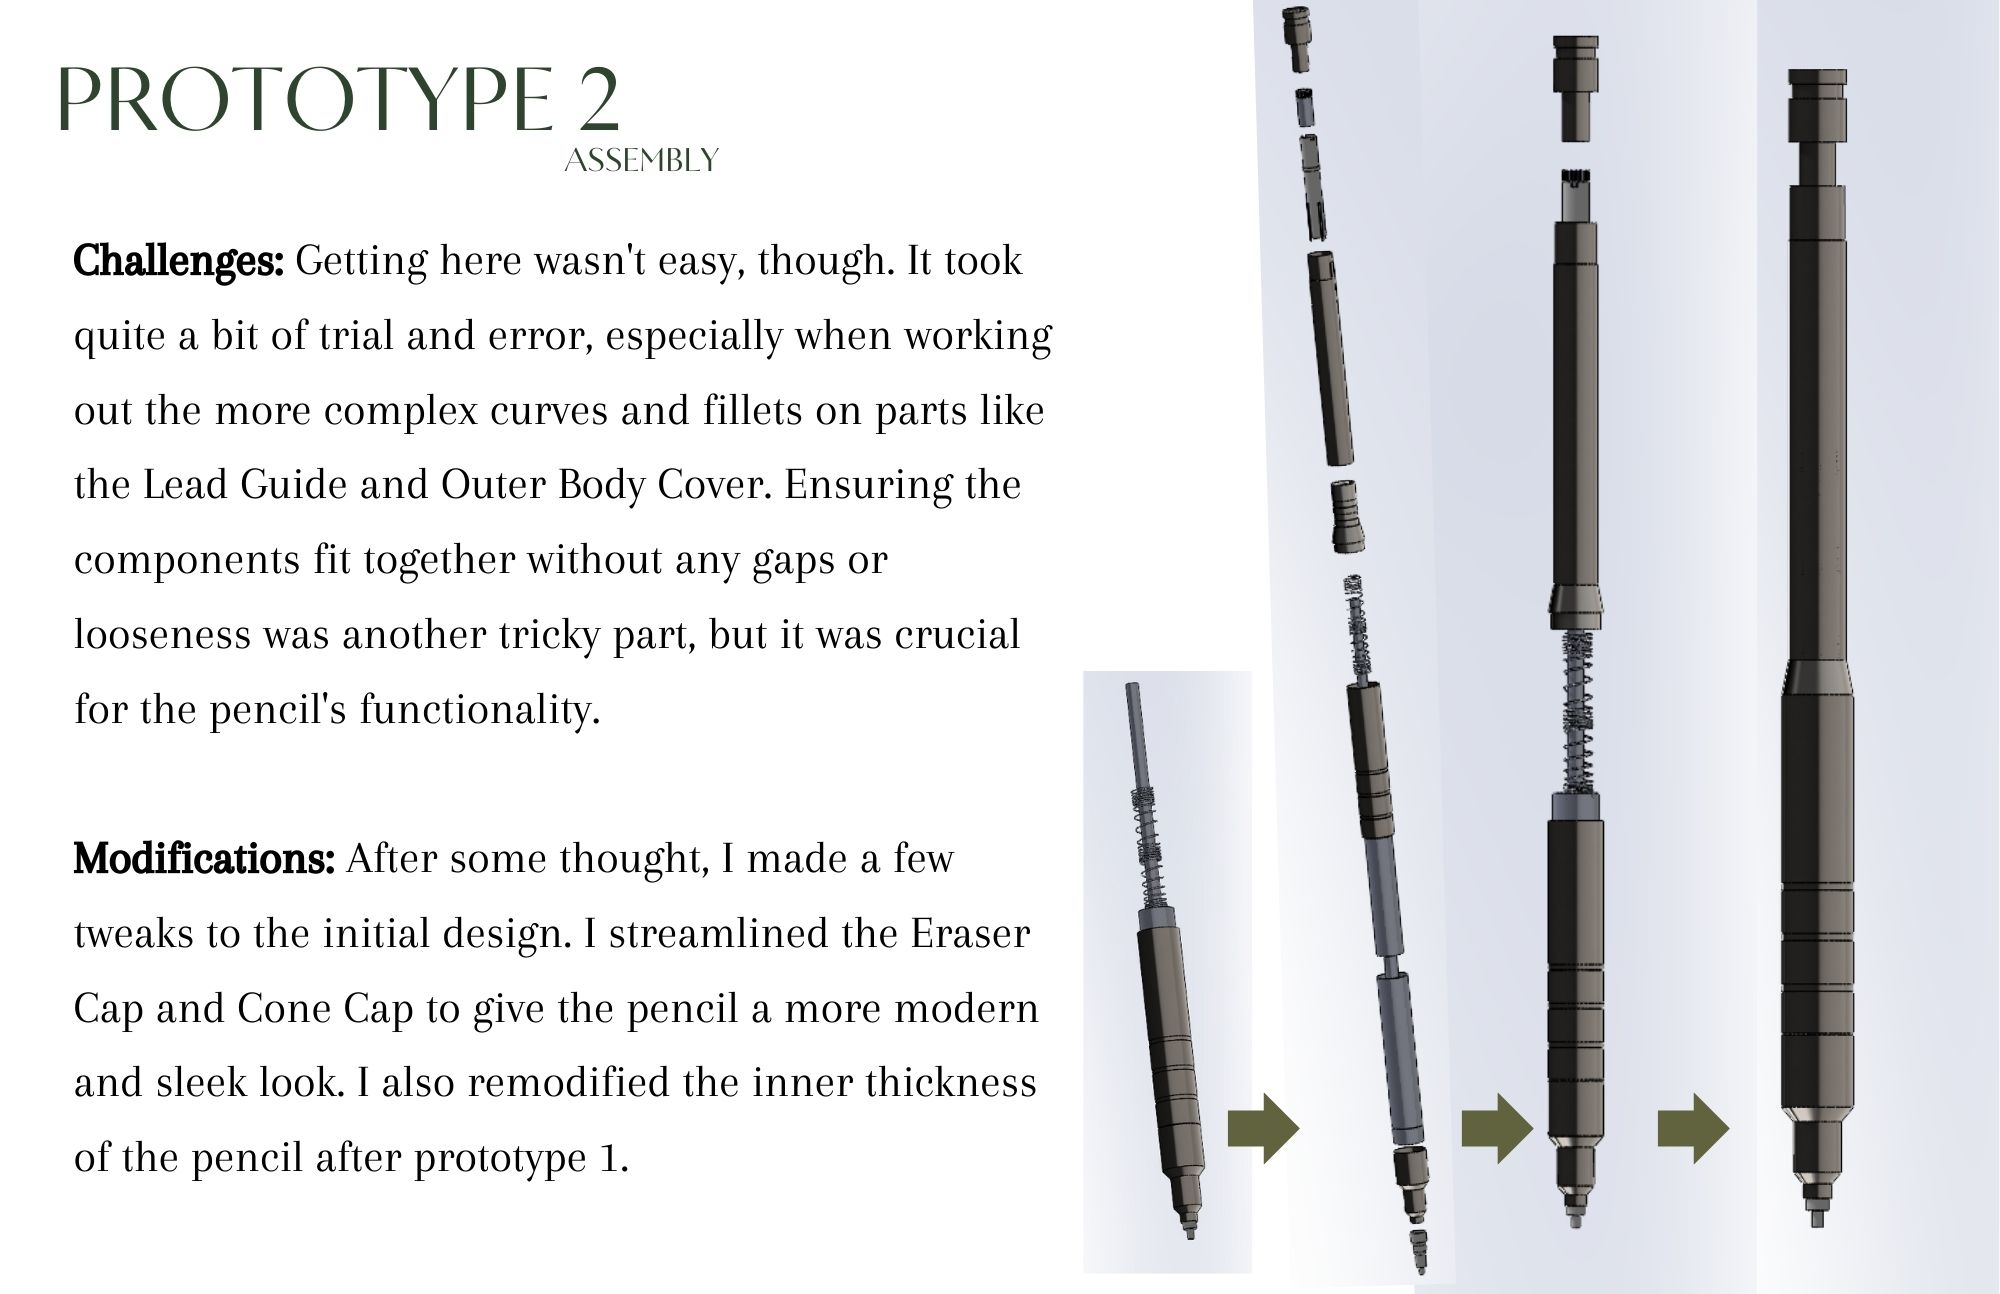 PROTOTYPE 2
ASSEMBLY
Challenges: Getting here wasn't easy, though. It took
quite a bit of trial and error, especially when working
out the more complex curves and fillets on parts like
the Lead Guide and Outer Body Cover. Ensuring the
components fit together without any gaps or
looseness was another tricky part, but it was crucial
for the pencil's functionality.
Modifications: After some thought, I made a few
tweaks to the initial design. I streamlined the Eraser
Cap and Cone Cap to give the pencil a more modern
and sleek look. I also remodified the inner thickness
of the pencil after prototype 1.